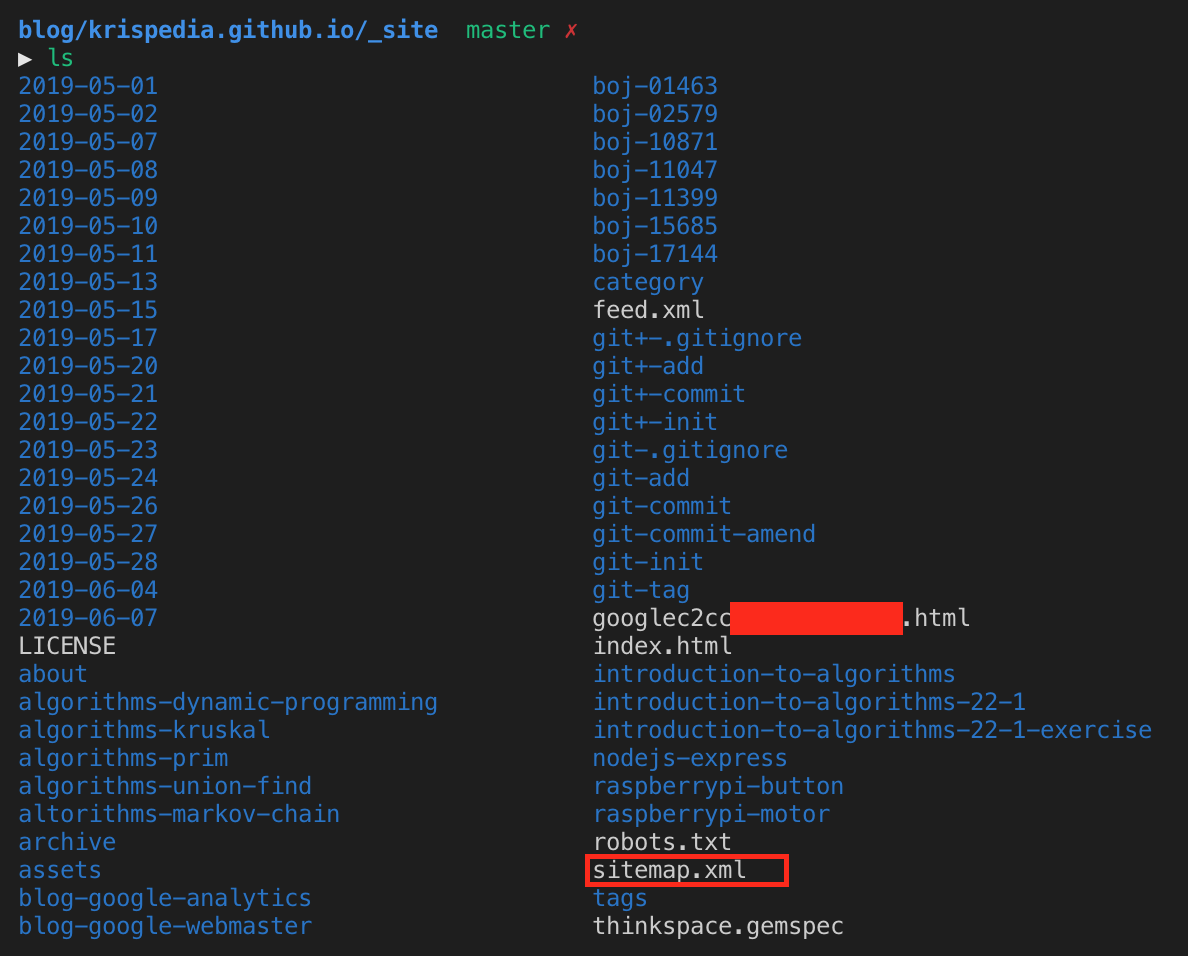 blog/krispedia.github.io/_site master ✗
▶ ls
2019-05-01 boj-01463
2019-05-02 boj-02579
2019-05-07 boj-10871
2019-05-08 boj-11047
2019-05-09 boj-11399
2019-05-10 boj-15685
2019-05-11 boj-17144
2019-05-13 category
2019-05-15 feed.xml
2019-05-17 git+-.gitignore
2019-05-20 git+-add
2019-05-21 git+-commit
2019-05-22 git+-init
2019-05-23 git-.gitignore
2019-05-24 git-add
2019-05-26 git-commit
2019-05-27 git-commit-amend
2019-05-28 git-init
2019-06-04 git-tag
2019-06-07 googlec2cc .html
LICENSE index.html
about introduction-to-algorithms
algorithms-dynamic-programming introduction-to-algorithms-22-1
algorithms-kruskal introduction-to-algorithms-22-1-exercise
algorithms-prim nodejs-express
algorithms-union-find raspberrypi-button
altorithms-markov-chain raspberrypi-motor
archive robots.txt
assets sitemap.xml
blog-google-analytics tags
blog-google-webmaster thinkspace.gemspec